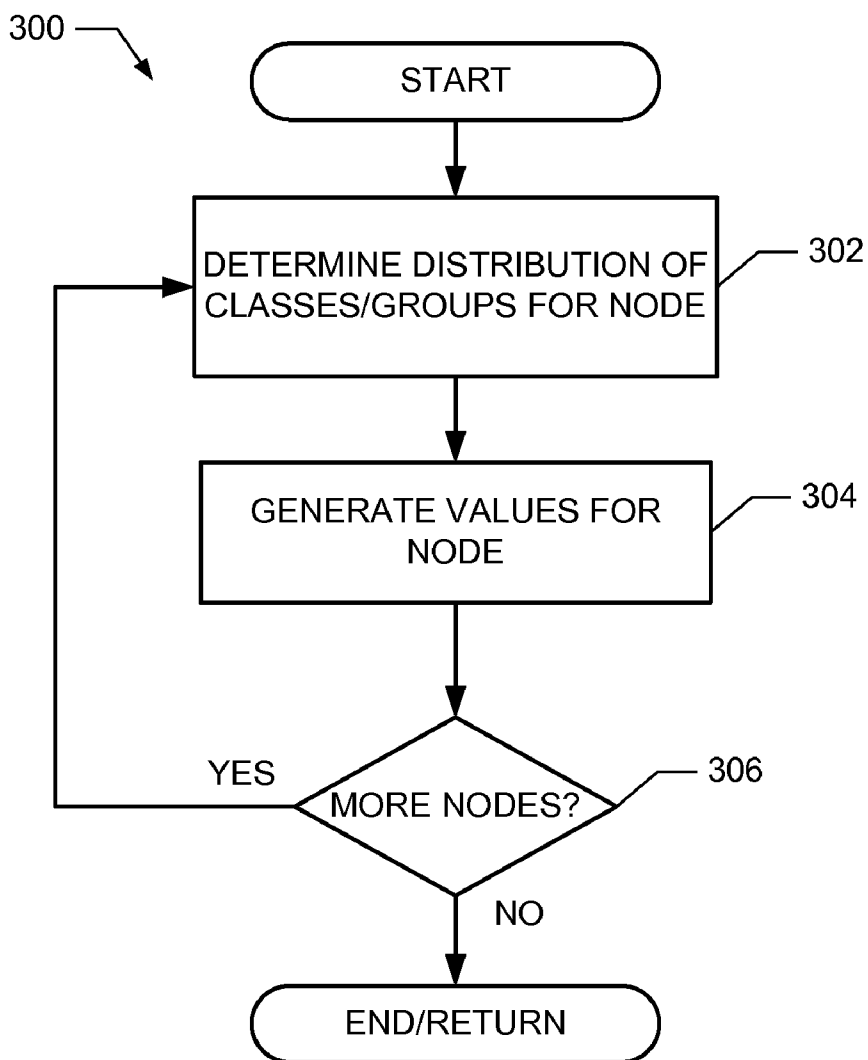 300
START
DETERMINE DISTRIBUTION OF
CLASSES/GROUPS FOR NODE
302
GENERATE VALUES FOR
NODE
304
YES
MORE NODES?
306
NO
END/RETURN